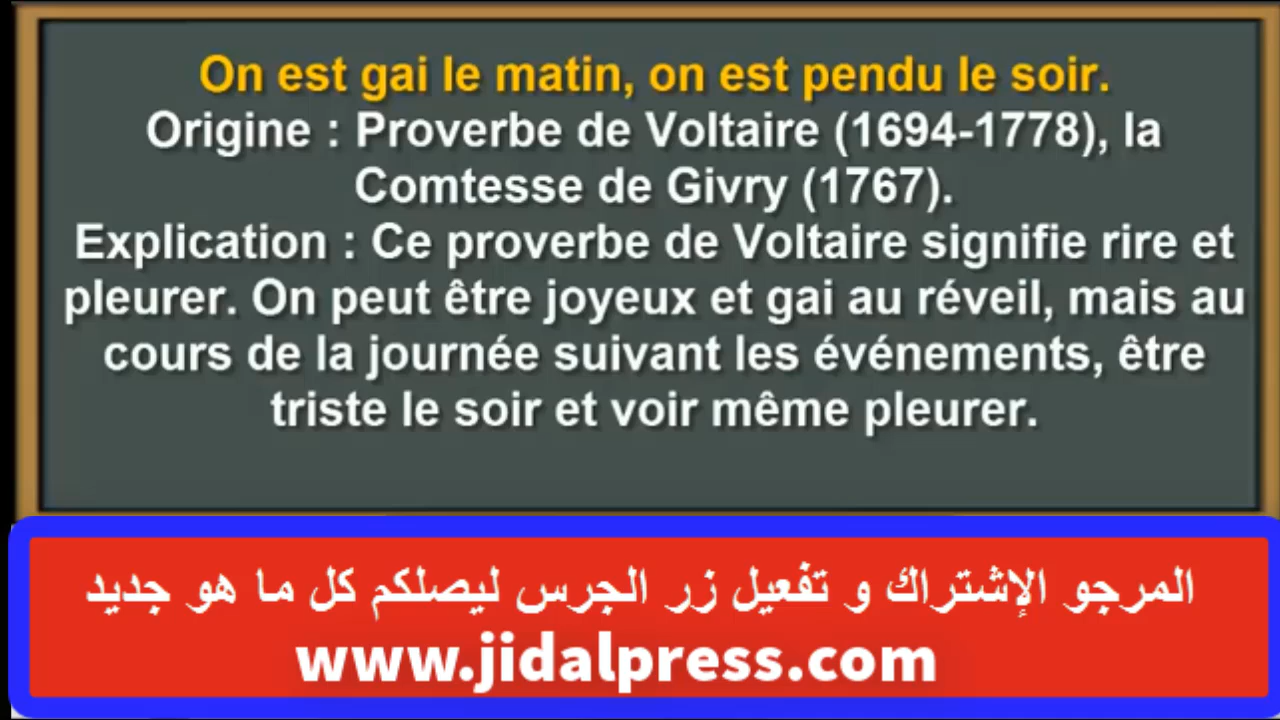 On est gai le matin, on est pendu le soir.
Origine : Proverbe de Voltaire (1694-1778), la
Comtesse de Givry (1767).
Explication : Ce proverbe de Voltaire signifie rire et
pleurer. On peut être joyeux et gai au réveil, mais au
cours de la journée suivant les événements, être
triste le soir et voir même pleurer.
المرجو الإشتراك و تفعيل زر الجرس ليصلكم كل ما هو جديد
www.jidalpress.com